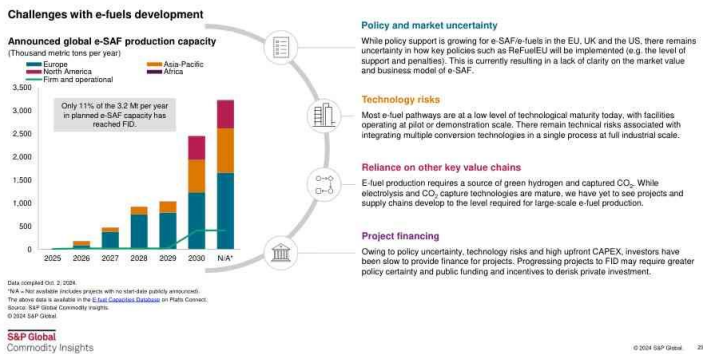 Challenges with e-fuels development
Announced global e-SAF production capacity
(Thousand metric tons per year)
Europe
Asia-Pacific
North America
Africa
Firm and operational
3,500
3,000
2,500
2,000
1,500
1,000
500
0
Only 11% of the 3.2 Mt per year
in planned e-SAF capacity has
reached FID.
2025 2026 2027 2028 2029 2030 N/A*
Data compiled Oct. 2, 2024.
*N/A = Not available (includes projects with no start-date publicly announced).
The above data is available in the E-fuel Capacities Database on Platts Connect.
Source: S&P Global Commodity Insights.
© 2024 S&P Global.
Policy and market uncertainty
While policy support is growing for e-SAF/e-fuels in the EU, UK and the US, there remains
uncertainty in how key policies such as ReFuelEU will be implemented (e.g. the level of
support and penalties). This is currently resulting in a lack of clarity on the market value
and business model of e-SAF.
Technology risks
Most e-fuel pathways are at a low level of technological maturity today, with facilities
operating at pilot or demonstration scale. There remain technical risks associated with
integrating multiple conversion technologies in a single process at full industrial scale.
Reliance on other key value chains
E-fuel production requires a source of green hydrogen and captured CO₂. While
electrolysis and CO₂ capture technologies are mature, we have yet to see projects and
supply chains develop to the level required for large-scale e-fuel production.
Project financing
Owing to policy uncertainty, technology risks and high upfront CAPEX, investors have
been slow to provide finance for projects. Progressing projects to FID may require greater
policy certainty and public funding and incentives to derisk private investment.
S&P Global
Commodity Insights
© 2024 S&P Global.